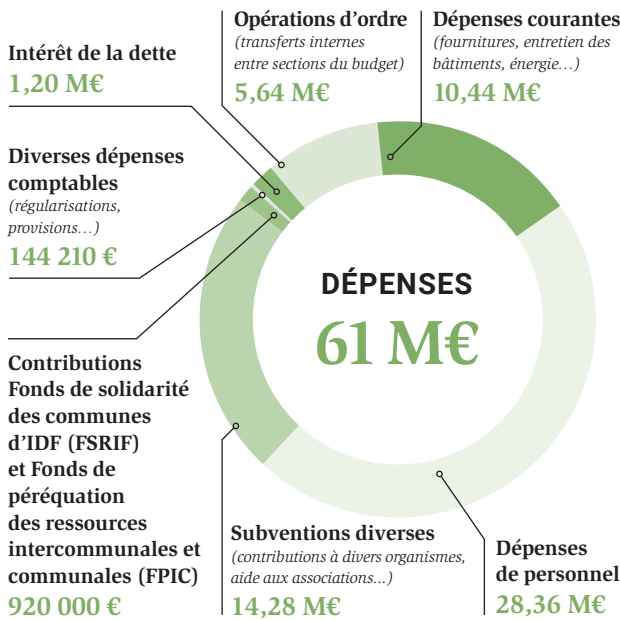 Opérations d'ordre
(transferts internes
entre sections du budget)
5,64 M€
Dépenses courantes
(fournitures, entretien des
bâtiments, énergie…)
10,44 M€
Intérêt de la dette
1,20 M€
Diverses dépenses
comptables
(régularisations,
provisions…)
144 210 €
DÉPENSES
61 M€
Contributions
Fonds de solidarité
des communes
d'IDF (FSRIF)
et Fonds de
péréquation
des ressources
intercommunales et
communales (FPIC)
920 000 €
Subventions diverses
(contributions à divers organismes,
aide aux associations...)
14,28 M€
Dépenses
de personnel
28,36 M€